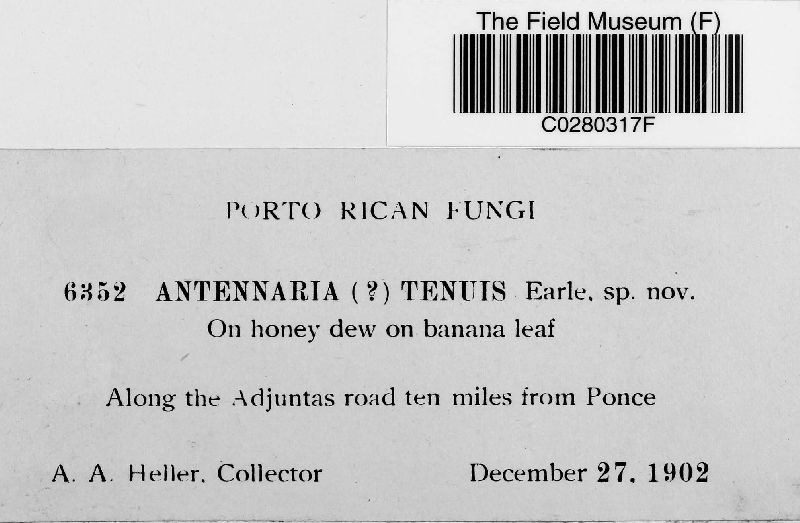 The Field Museum (F)
C0280317F
PORTO RICAN FUNGI
6352 ANTENNARIA (?) TENUIS Earle, sp. nov.
On honey dew on banana leaf
Along the Adjuntas road ten miles from Ponce
A. A. Heller, Collector December 27, 1902